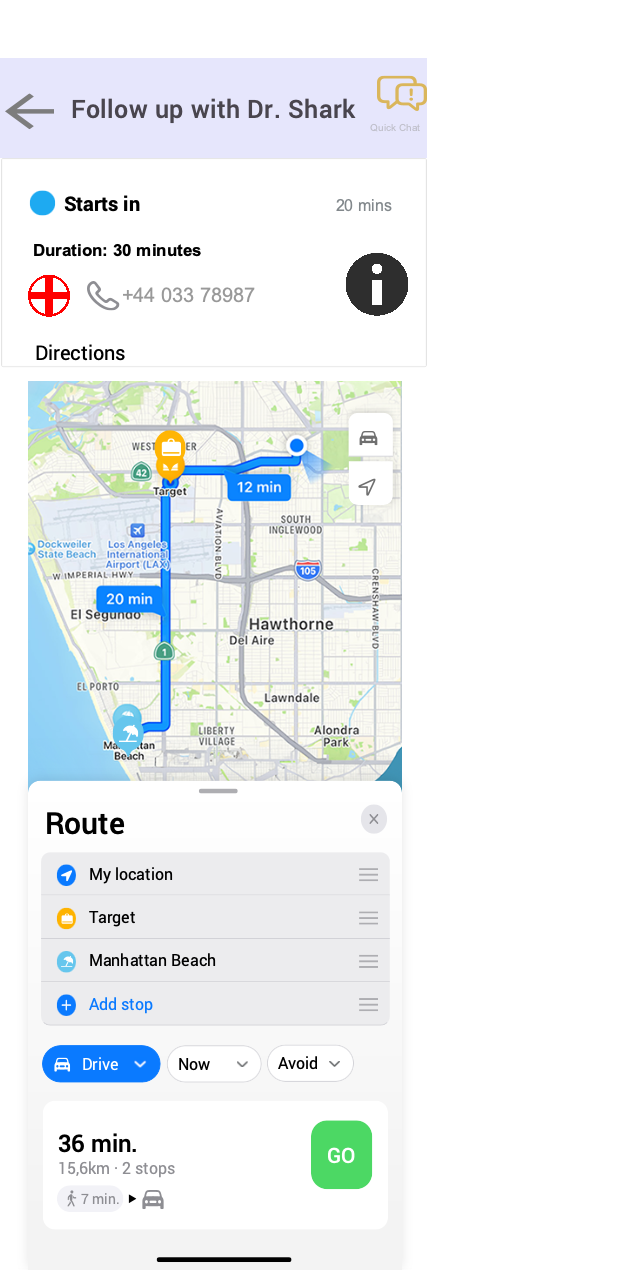 Follow up with Dr. Shark
Quick Chat
Starts in
20 mins
Duration: 30 minutes
+44 033 78987
Directions
42
Target
12 min
SOUTH
INGLEWOOD
AVIATION BLVD
Dockweiler
State Beach
Los Angeles
International
Airport (LAX)
W IMPERIAL HWY
105
CRENSHAW BLVD
20 min
El Segundo
Hawthorne
Del Aire
1
EL PORTO
Lawndale
LIBERTY
VILLAGE
Alondra
Park
Beach
Route
My location
Target
Manhattan Beach
Add stop
Drive
Now
Avoid
36 min.
15,6km · 2 stops
GO
7 min.